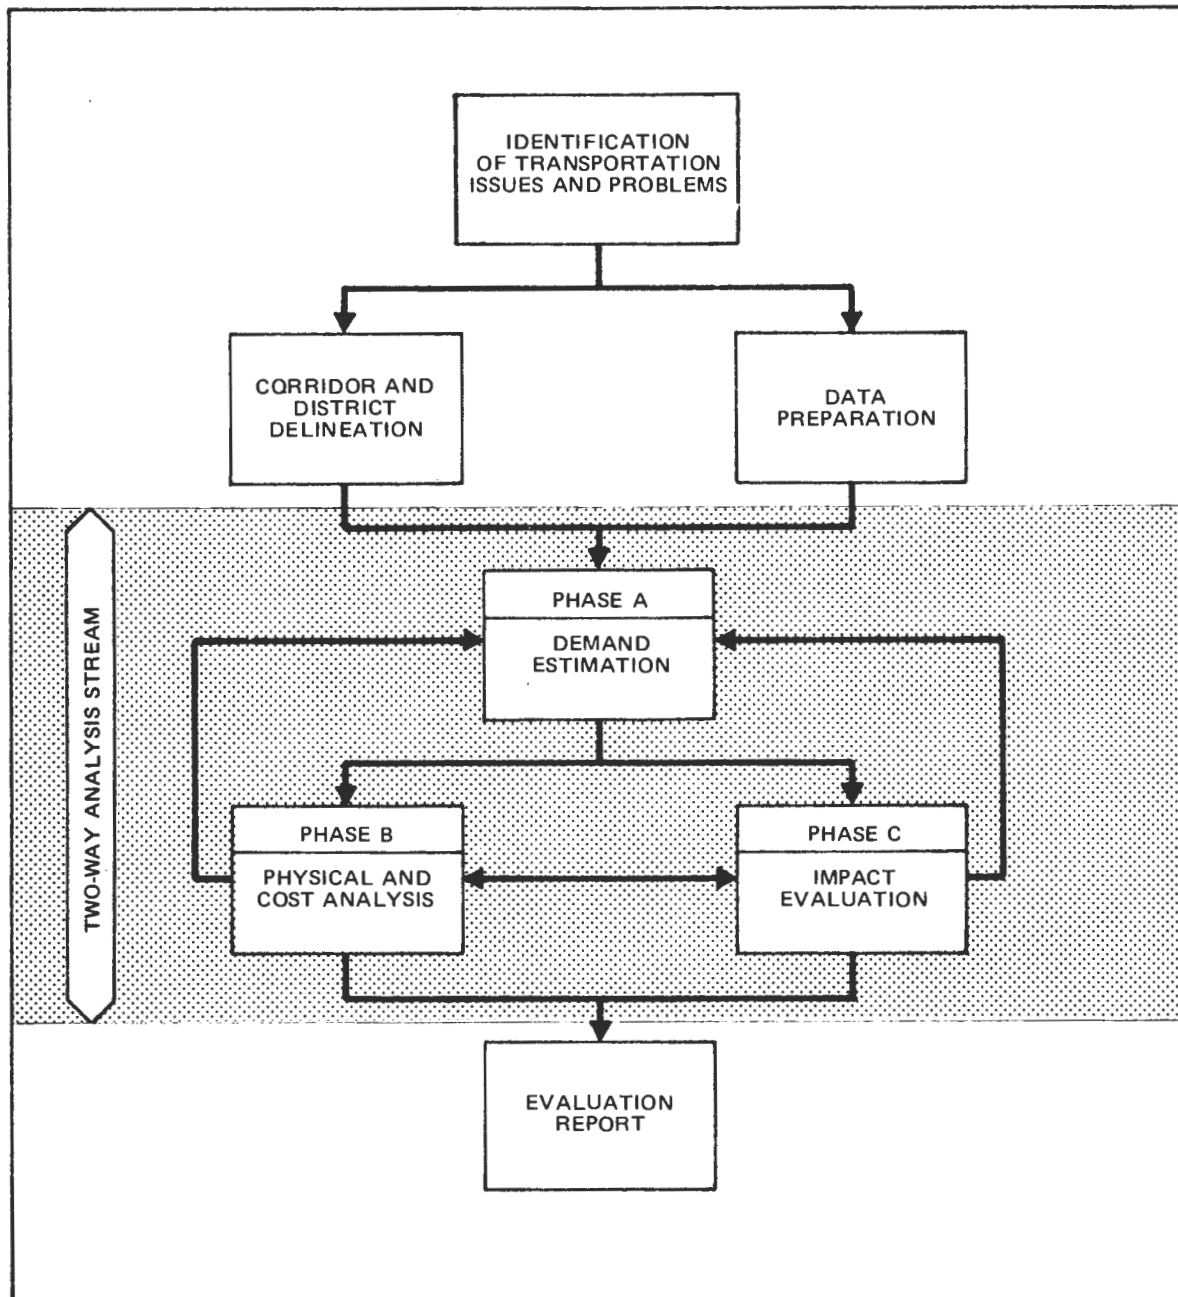 IDENTIFICATION
OF TRANSPORTATION
ISSUES AND PROBLEMS
CORRIDOR AND
DISTRICT
DELINEATION
DATA
PREPARATION
TWO-WAY ANALYSIS STREAM
PHASE A
DEMAND
ESTIMATION
PHASE B
PHYSICAL AND
COST ANALYSIS
PHASE C
IMPACT
EVALUATION
EVALUATION
REPORT